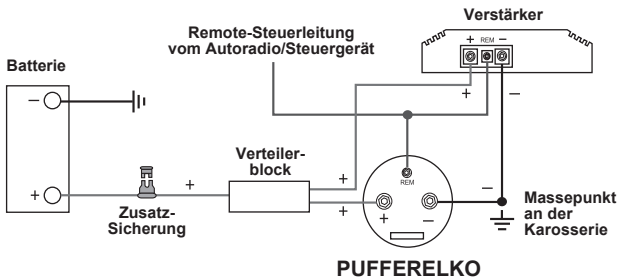 Verstärker
Remote-Steuerleitung
vom Autoradio/Steuergerät
+ REM −
Batterie
+ −
−
Verteiler-
block
+
REM
+ + −
+ +
− Massepunkt
an der
Karosserie
Zusatz-
Sicherung
−
PUFFERELKO